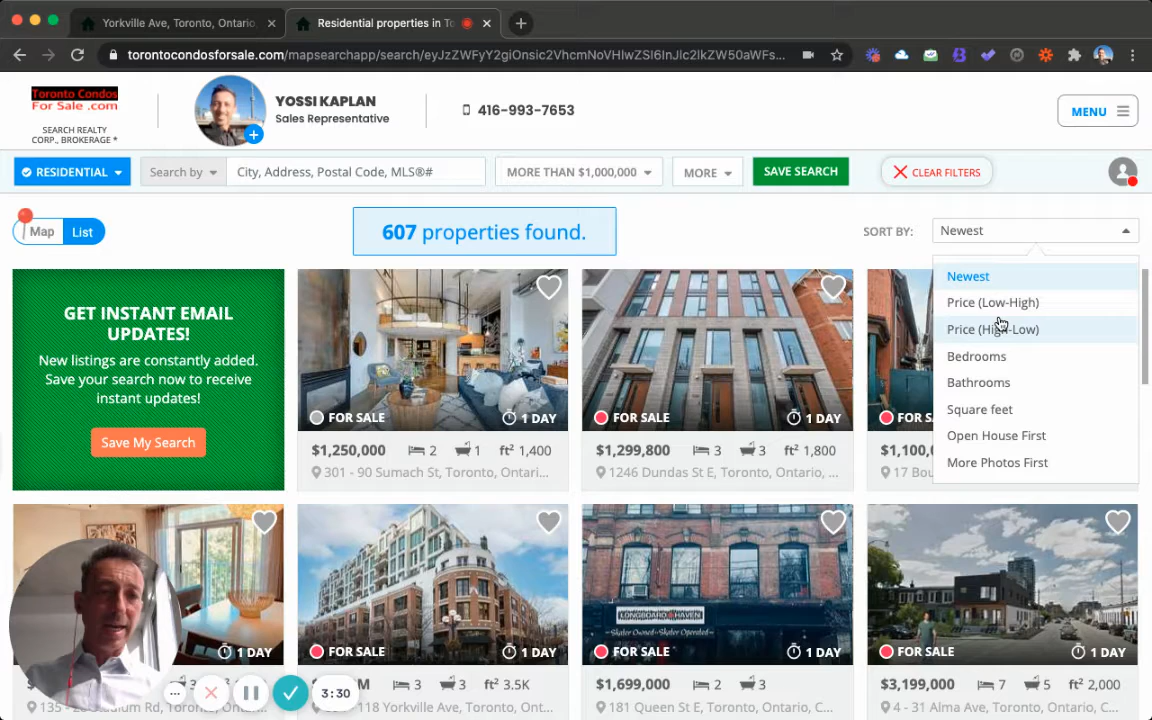 Yorkville Ave, Toronto, Ontario
Residential properties in To
torontocondosforsale.com/mapsearchapp/search/eyJzZWFyY2giOnsic2VhcmNoVHlwZSI6InJlc2lkZW50aWFs...
Toronto Condos
For Sale .com
SEARCH REALTY
CORP., BROKERAGE *
YOSSI KAPLAN
Sales Representative
416-993-7653
MENU
RESIDENTIAL
Search by
City, Address, Postal Code, MLS®#
MORE THAN $1,000,000
MORE
SAVE SEARCH
CLEAR FILTERS
Map
List
607 properties found.
SORT BY:
Newest
Newest
Price (Low-High)
Price (High-Low)
Bedrooms
Bathrooms
Square feet
Open House First
More Photos First
GET INSTANT EMAIL
UPDATES!
New listings are constantly added.
Save your search now to receive
instant updates!
Save My Search
FOR SALE
1 DAY
$1,250,000 2 1 ft² 1,400
301 - 90 Sumach St, Toronto, Ontari...
FOR SALE
1 DAY
$1,299,800 3 3 ft² 1,800
1246 Dundas St E, Toronto, Ontario, ...
FOR SA
$1,100,
17 Bou
1 DAY
FOR SALE
1 DAY
3 3 ft² 3.5K
118 Yorkville Ave, Toronto, Ont...
LONGBOARD HAVEN
Skater Owned~Skater Operated
FOR SALE
1 DAY
$1,699,000 2 3
181 Queen St E, Toronto, Ontario, C...
FOR SALE
1 DAY
$3,199,000 7 5 ft² 2,000
4 - 31 Alma Ave, Toronto, Ontario, C...
3:30